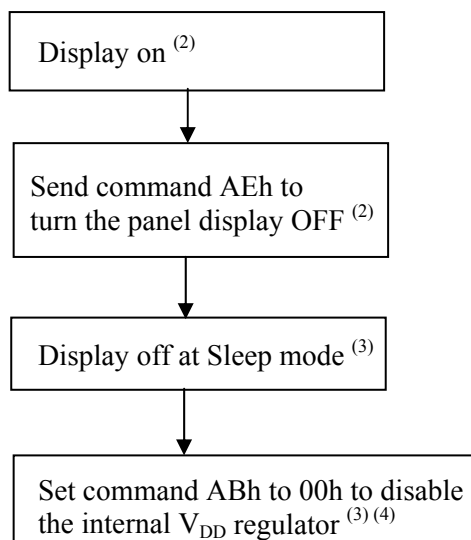 Display on (2)
Send command AEh to
turn the panel display OFF (2)
Display off at Sleep mode (3)
Set command ABh to 00h to disable
the internal VDD regulator (3) (4)